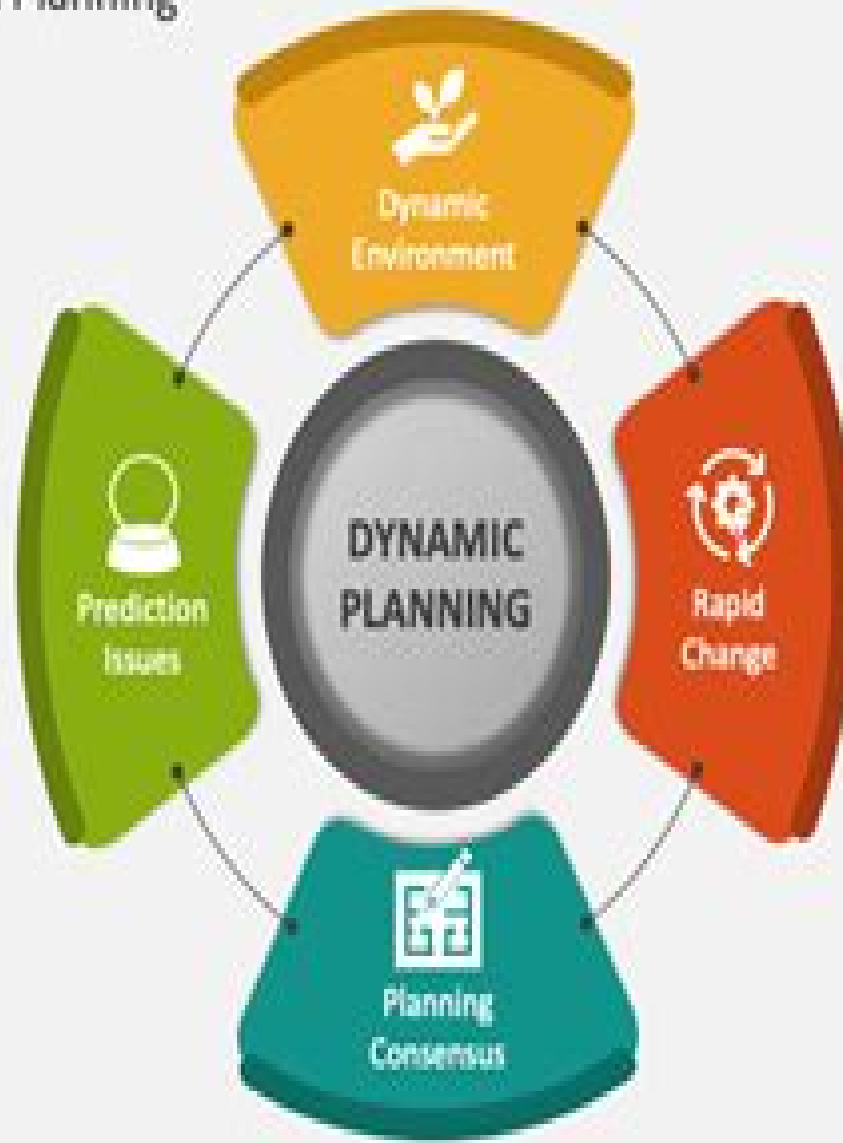 Planning
Dynamic
Environment
Prediction
Issues
DYNAMIC
PLANNING
Rapid
Change
Planning
Consensus